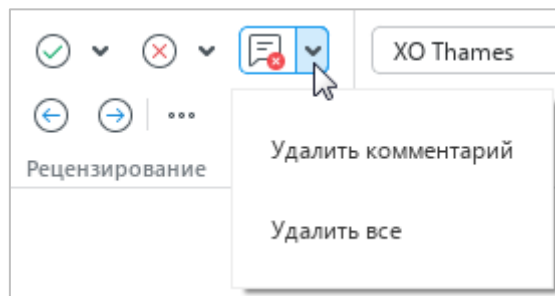 XO Thames
Удалить комментарий
Рецензирование
Удалить все